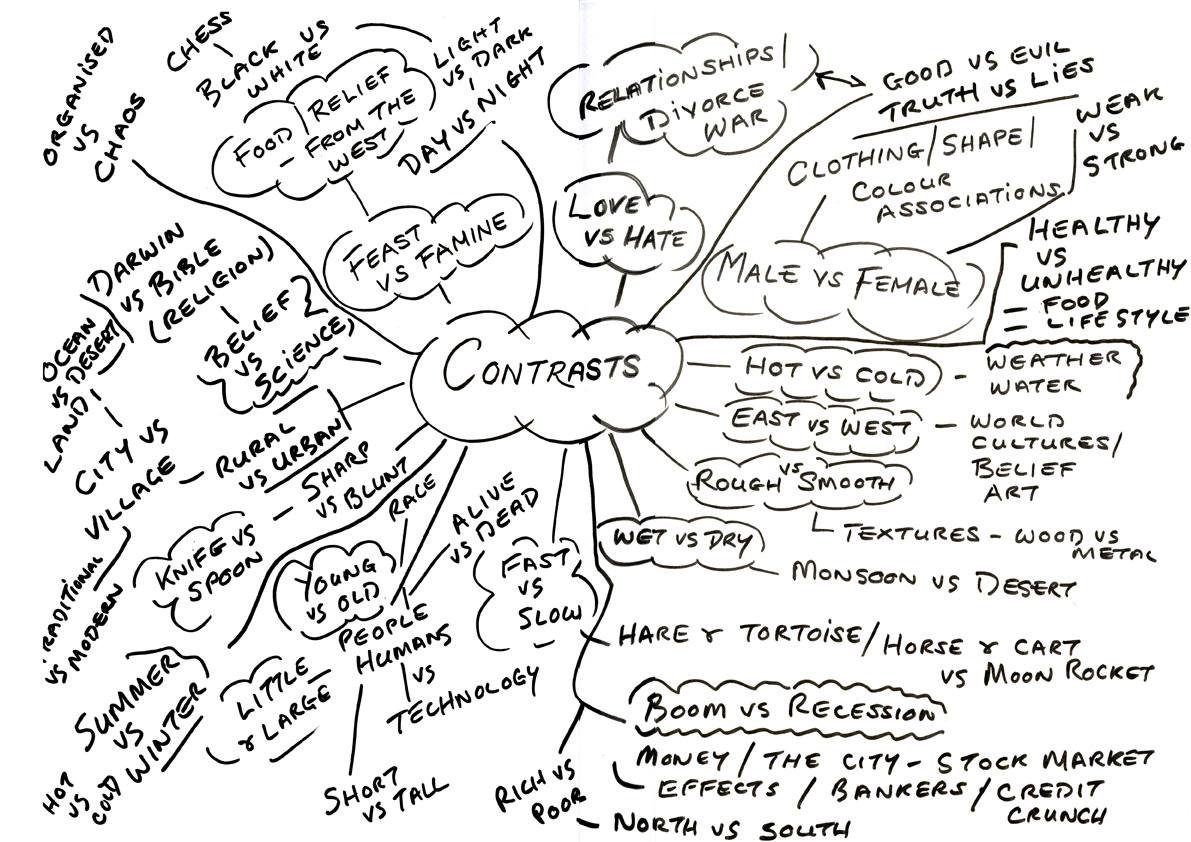 CONTRASTS
ORGANISED
VS
CHAOS
CHESS
BLACK VS
WHITE
LIGHT
VS DARK
DAY VS NIGHT
FOOD RELIEF
- FROM THE
WEST
FEAST
VS FAMINE
RELATIONSHIPS/
DIVORCE
WAR
LOVE
VS HATE
GOOD VS EVIL
TRUTH VS LIES
WEAK
VS
STRONG
CLOTHING/SHAPE/
COLOUR
ASSOCIATIONS
MALE VS FEMALE
HEALTHY
VS
UNHEALTHY
= FOOD
= LIFESTYLE
HOT VS COLD - WEATHER
WATER
EAST VS WEST - WORLD
CULTURES/
BELIEF
ART
ROUGH VS SMOOTH
TEXTURES - WOOD VS
METAL
WET VS DRY
MONSOON VS DESERT
FAST
VS
SLOW
HARE & TORTOISE/HORSE & CART
VS MOON ROCKET
BOOM VS RECESSION
MONEY/THE CITY - STOCK MARKET
EFFECTS/BANKERS/CREDIT
CRUNCH
RICH VS
POOR - NORTH VS SOUTH
ALIVE
VS DEAD
RACE
YOUNG
VS OLD
PEOPLE
HUMANS
VS
TECHNOLOGY
SHORT
VS TALL
LITTLE
& LARGE
SUMMER
VS
WINTER
HOT
VS
COLD
SHARP
VS BLUNT
KNIFE VS
SPOON
RURAL
VS URBAN
CITY VS
VILLAGE
TRADITIONAL
VS MODERN
OCEAN
VS DESERT
LAND
DARWIN
VS BIBLE
(RELIGION)
BELIEF
VS
SCIENCE